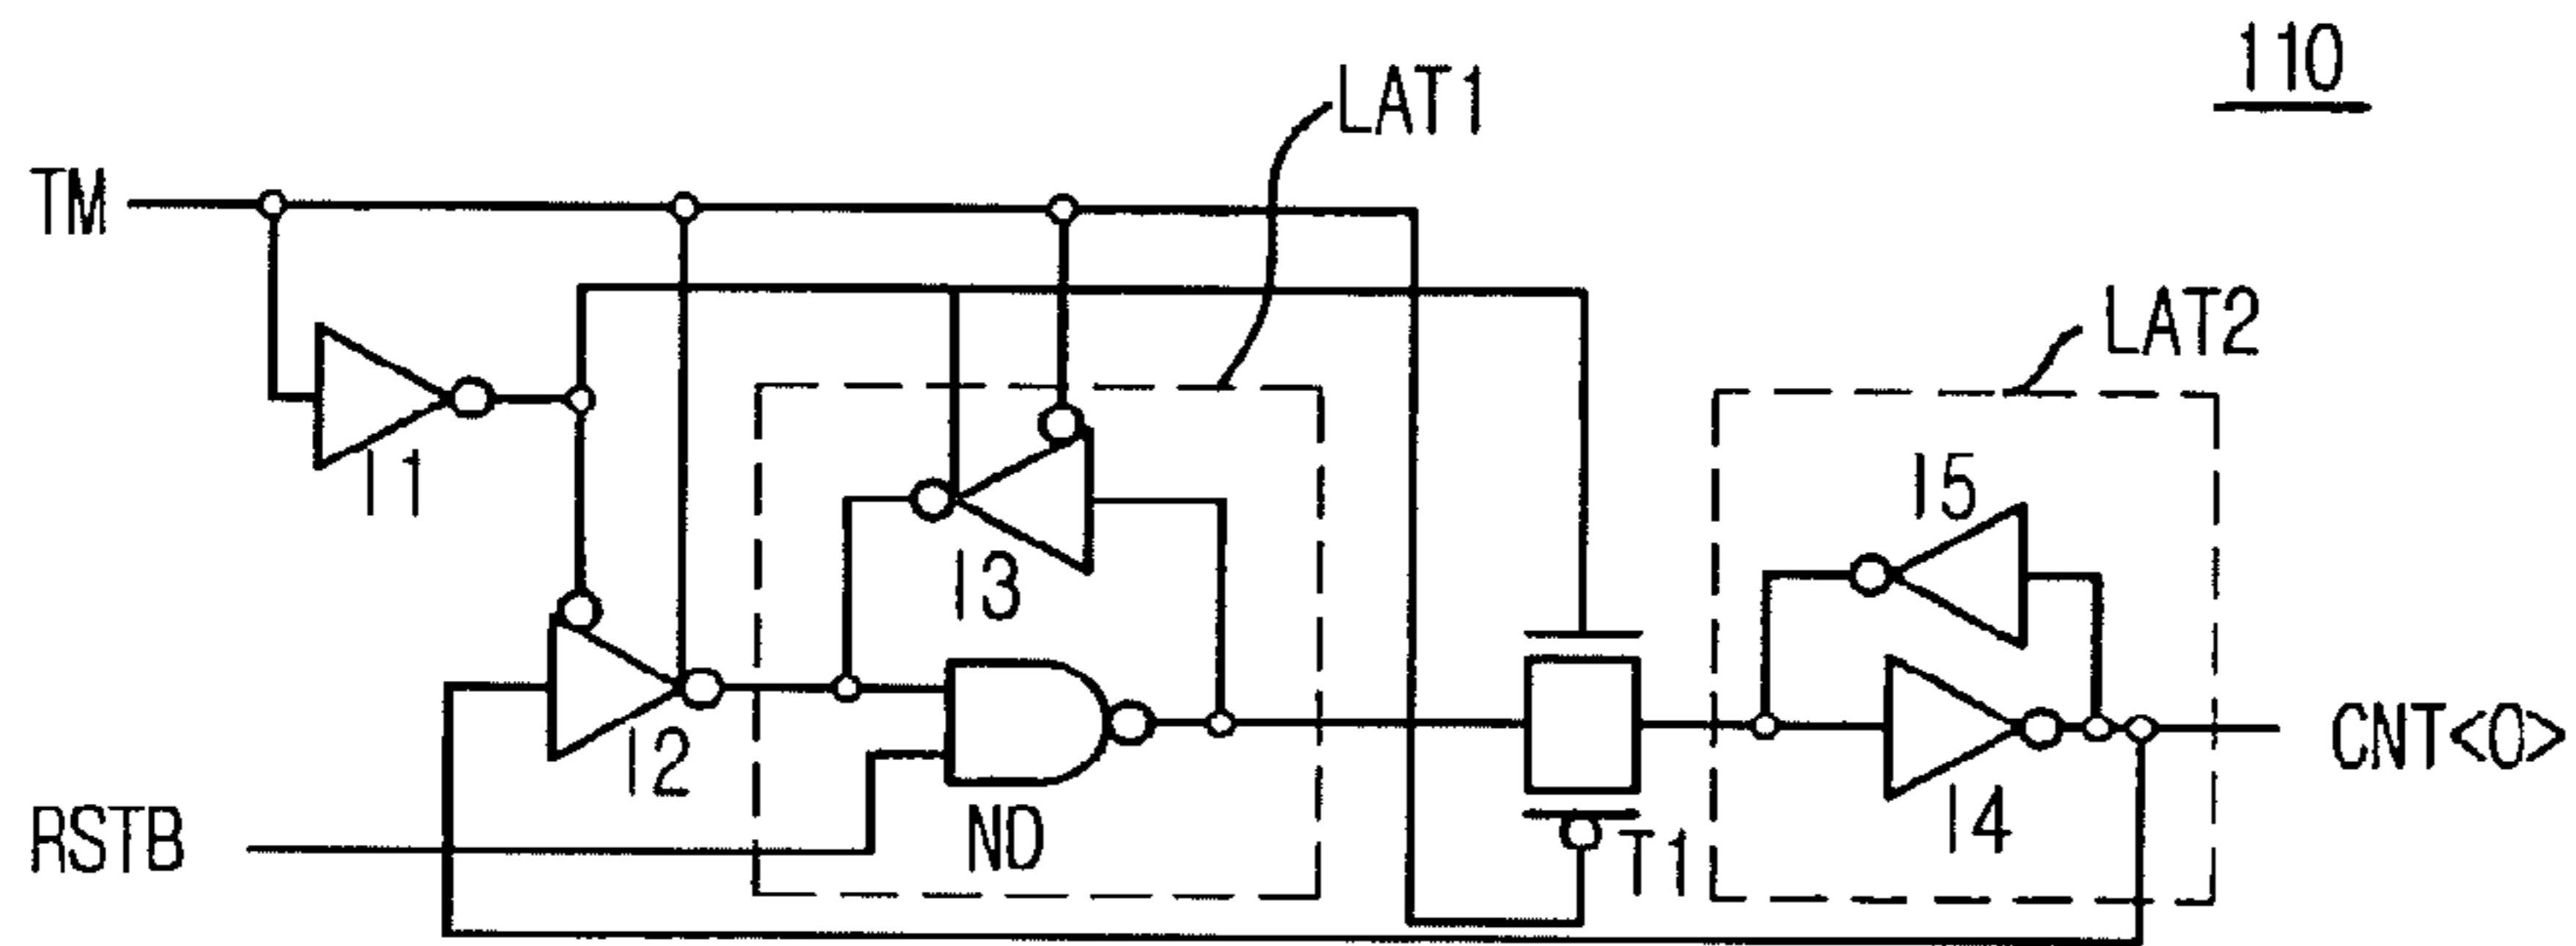 110
LAT1
TM
LAT2
I1
I5
I3
I2
I4
CNT<0>
RSTB
ND
T1